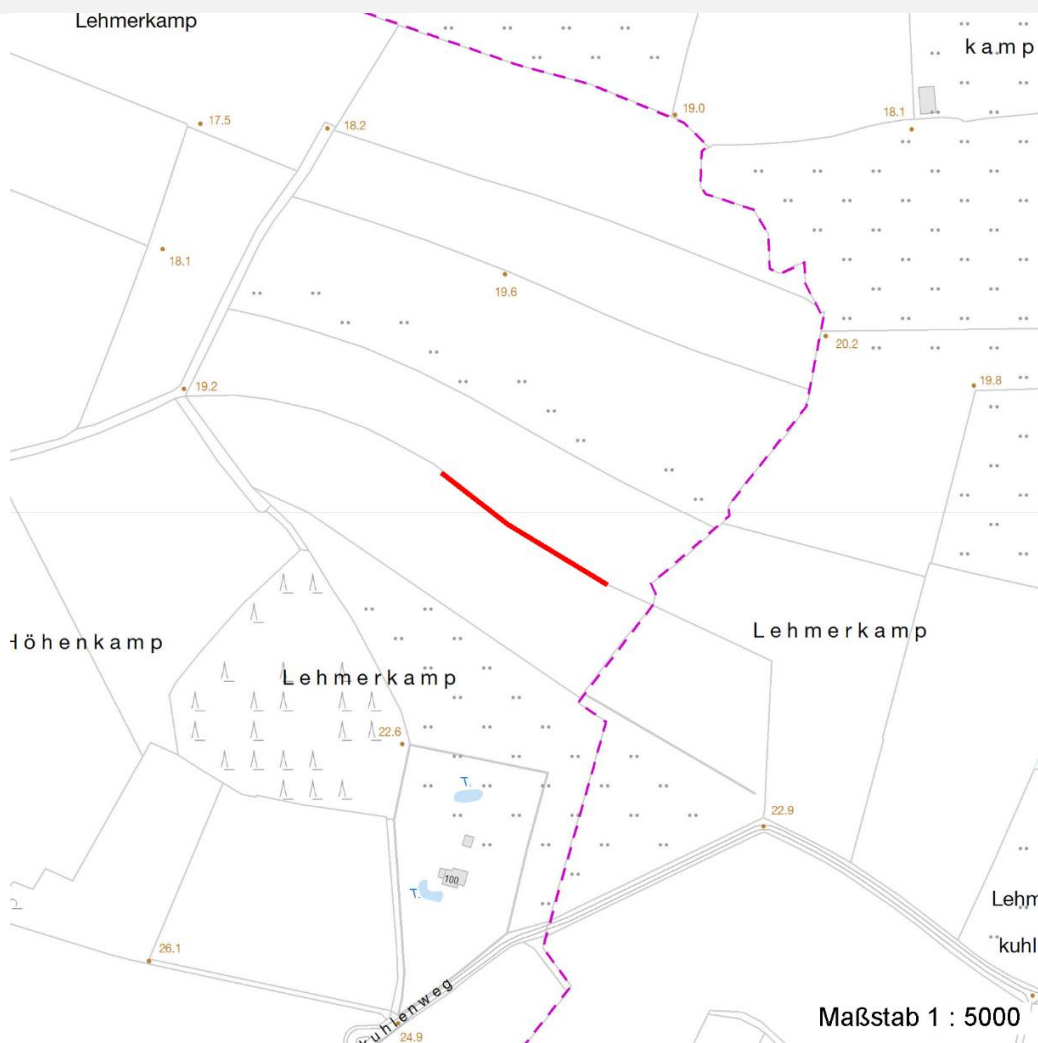 Lehmerkamp
kamp
19.0
18.1
17.5
18.2
18.1
19.6
20.2
19.8
19.2
Höhenkamp
Lehmerkamp
Lehmerkamp
22.6
T.
22.9
100
T.
Lehm
kuhl
26.1
kuhlenweg
24.9
Maßstab 1 : 5000